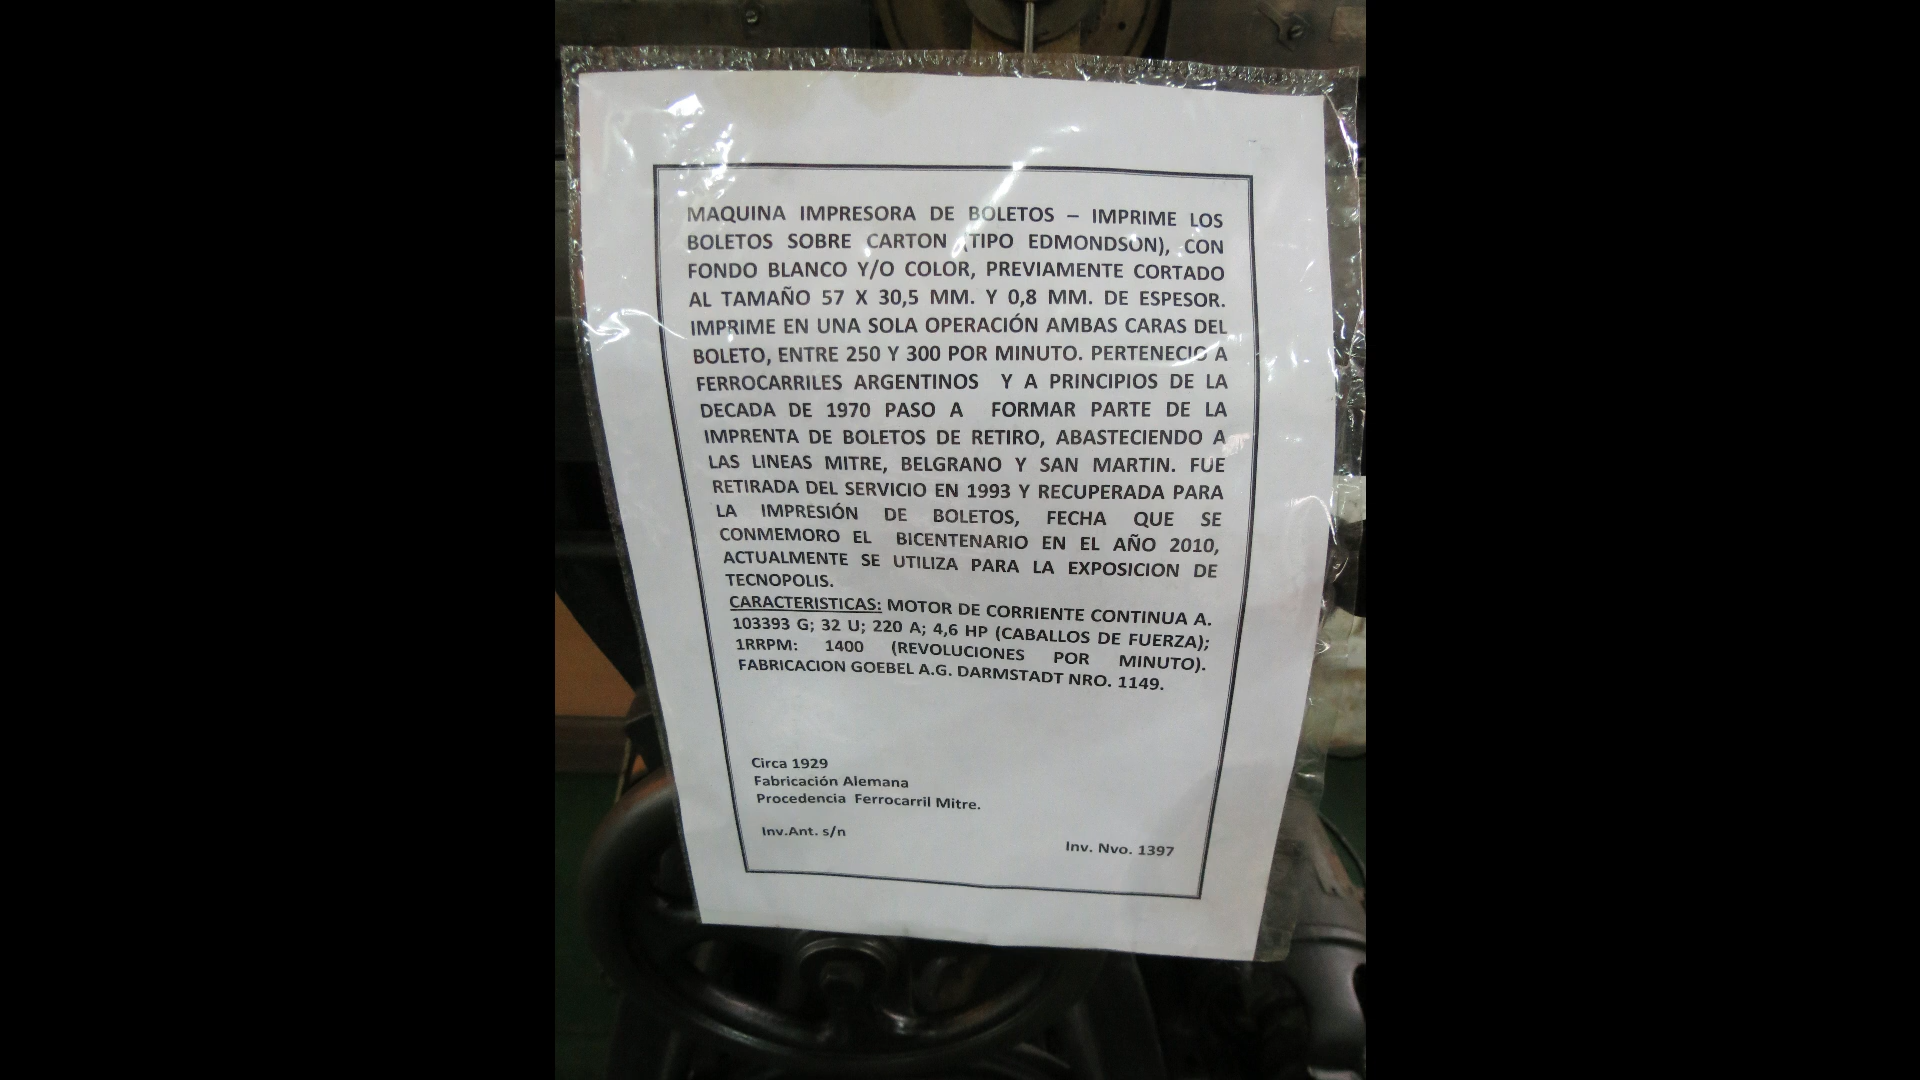 MAQUINA IMPRESORA DE BOLETOS – IMPRIME LOS
BOLETOS SOBRE CARTON (TIPO EDMONDSON), CON
FONDO BLANCO Y/O COLOR, PREVIAMENTE CORTADO
AL TAMAÑO 57 X 30,5 MM. Y 0,8 MM. DE ESPESOR.
IMPRIME EN UNA SOLA OPERACIÓN AMBAS CARAS DEL
BOLETO, ENTRE 250 Y 300 POR MINUTO. PERTENECIO A
FERROCARRILES ARGENTINOS Y A PRINCIPIOS DE LA
DECADA DE 1970 PASO A FORMAR PARTE DE LA
IMPRENTA DE BOLETOS DE RETIRO, ABASTECIENDO A
LAS LINEAS MITRE, BELGRANO Y SAN MARTIN. FUE
RETIRADA DEL SERVICIO EN 1993 Y RECUPERADA PARA
LA IMPRESIÓN DE BOLETOS, FECHA QUE SE
CONMEMORO EL BICENTENARIO EN EL AÑO 2010,
ACTUALMENTE SE UTILIZA PARA LA EXPOSICION DE
TECNOPOLIS.
CARACTERISTICAS: MOTOR DE CORRIENTE CONTINUA A.
103393 G; 32 U; 220 A; 4,6 HP (CABALLOS DE FUERZA);
1RRPM: 1400 (REVOLUCIONES POR MINUTO).
FABRICACION GOEBEL A.G. DARMSTADT NRO. 1149.
Circa 1929
Fabricación Alemana
Procedencia Ferrocarril Mitre.
Inv.Ant. s/n
Inv. Nvo. 1397